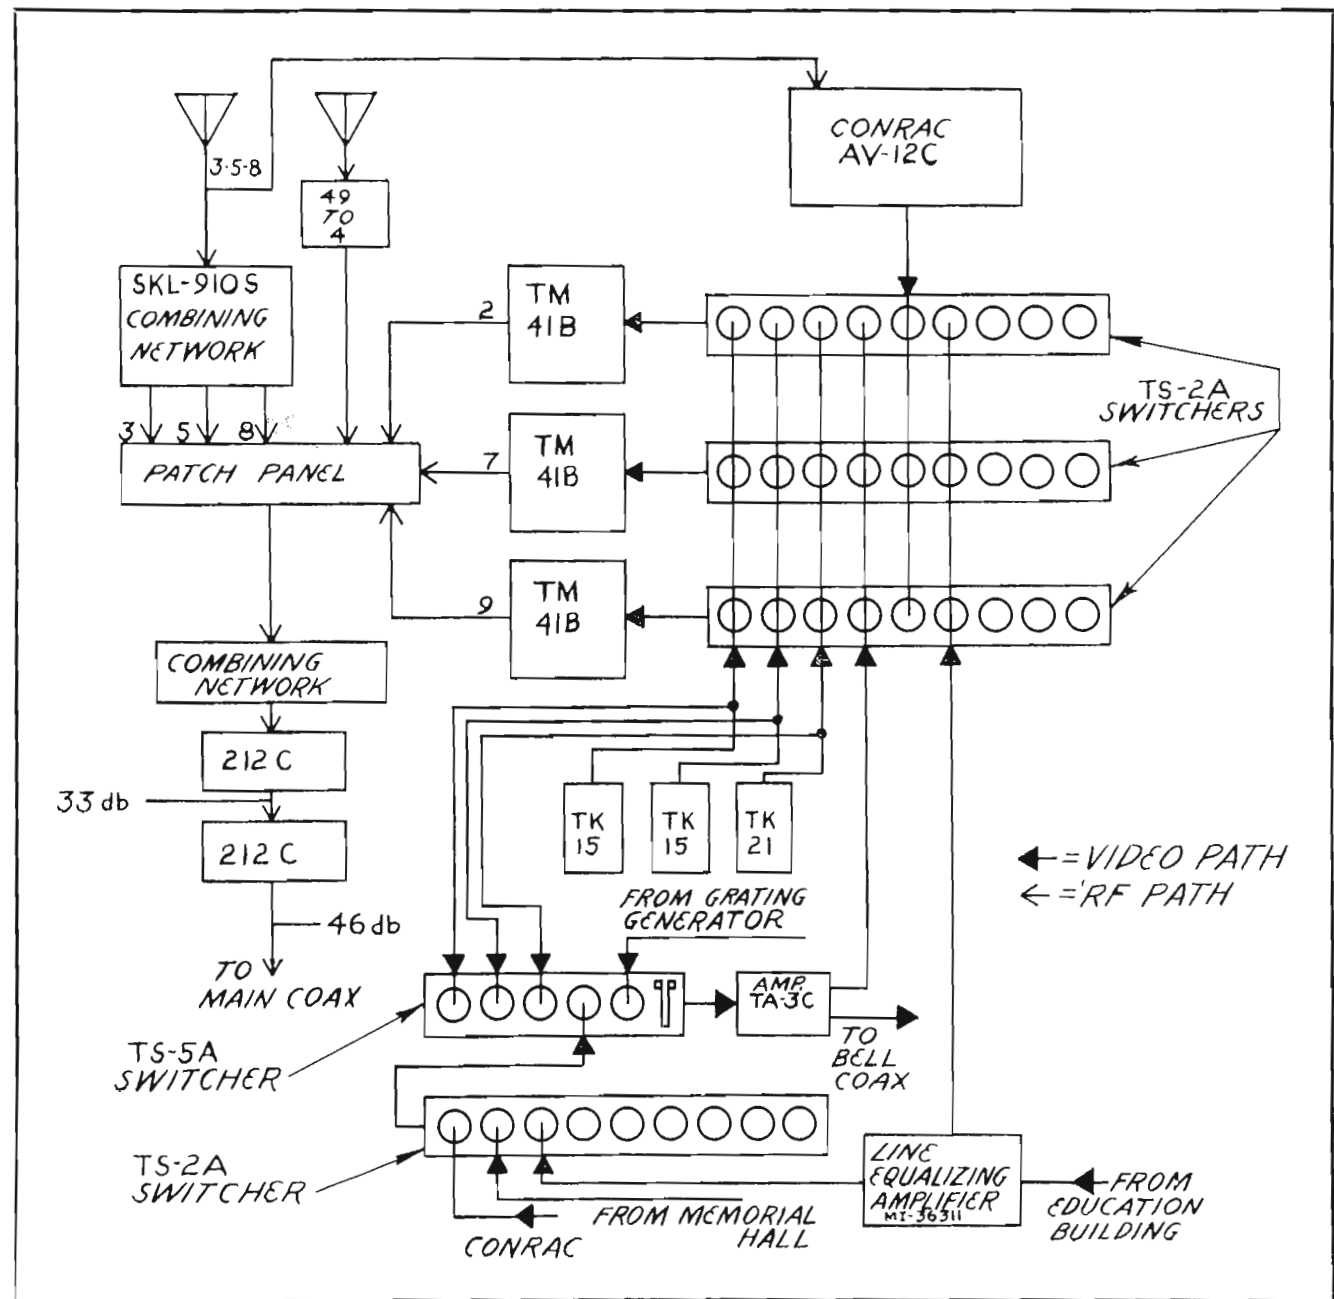 3-5-8
49
TO
4
CONRAC
AV-12C
SKL-910S
COMBINING
NETWORK
2
TM
41B
3 5 8
PATCH PANEL
7
TM
41B
TS-2A
SWITCHERS
9
TM
41B
COMBINING
NETWORK
212C
33 db
212C
46 db
TO
MAIN COAX
TK
15
TK
15
TK
21
FROM GRATING
GENERATOR
=VIDEO PATH
=RF PATH
AMP.
TA-3C
TO
BELL
COAX
TS-5A
SWITCHER
TS-2A
SWITCHER
LINE
EQUALIZING
AMPLIFIER
MI-36311
FROM
EDUCATION
BUILDING
FROM MEMORIAL
HALL
CONRAC